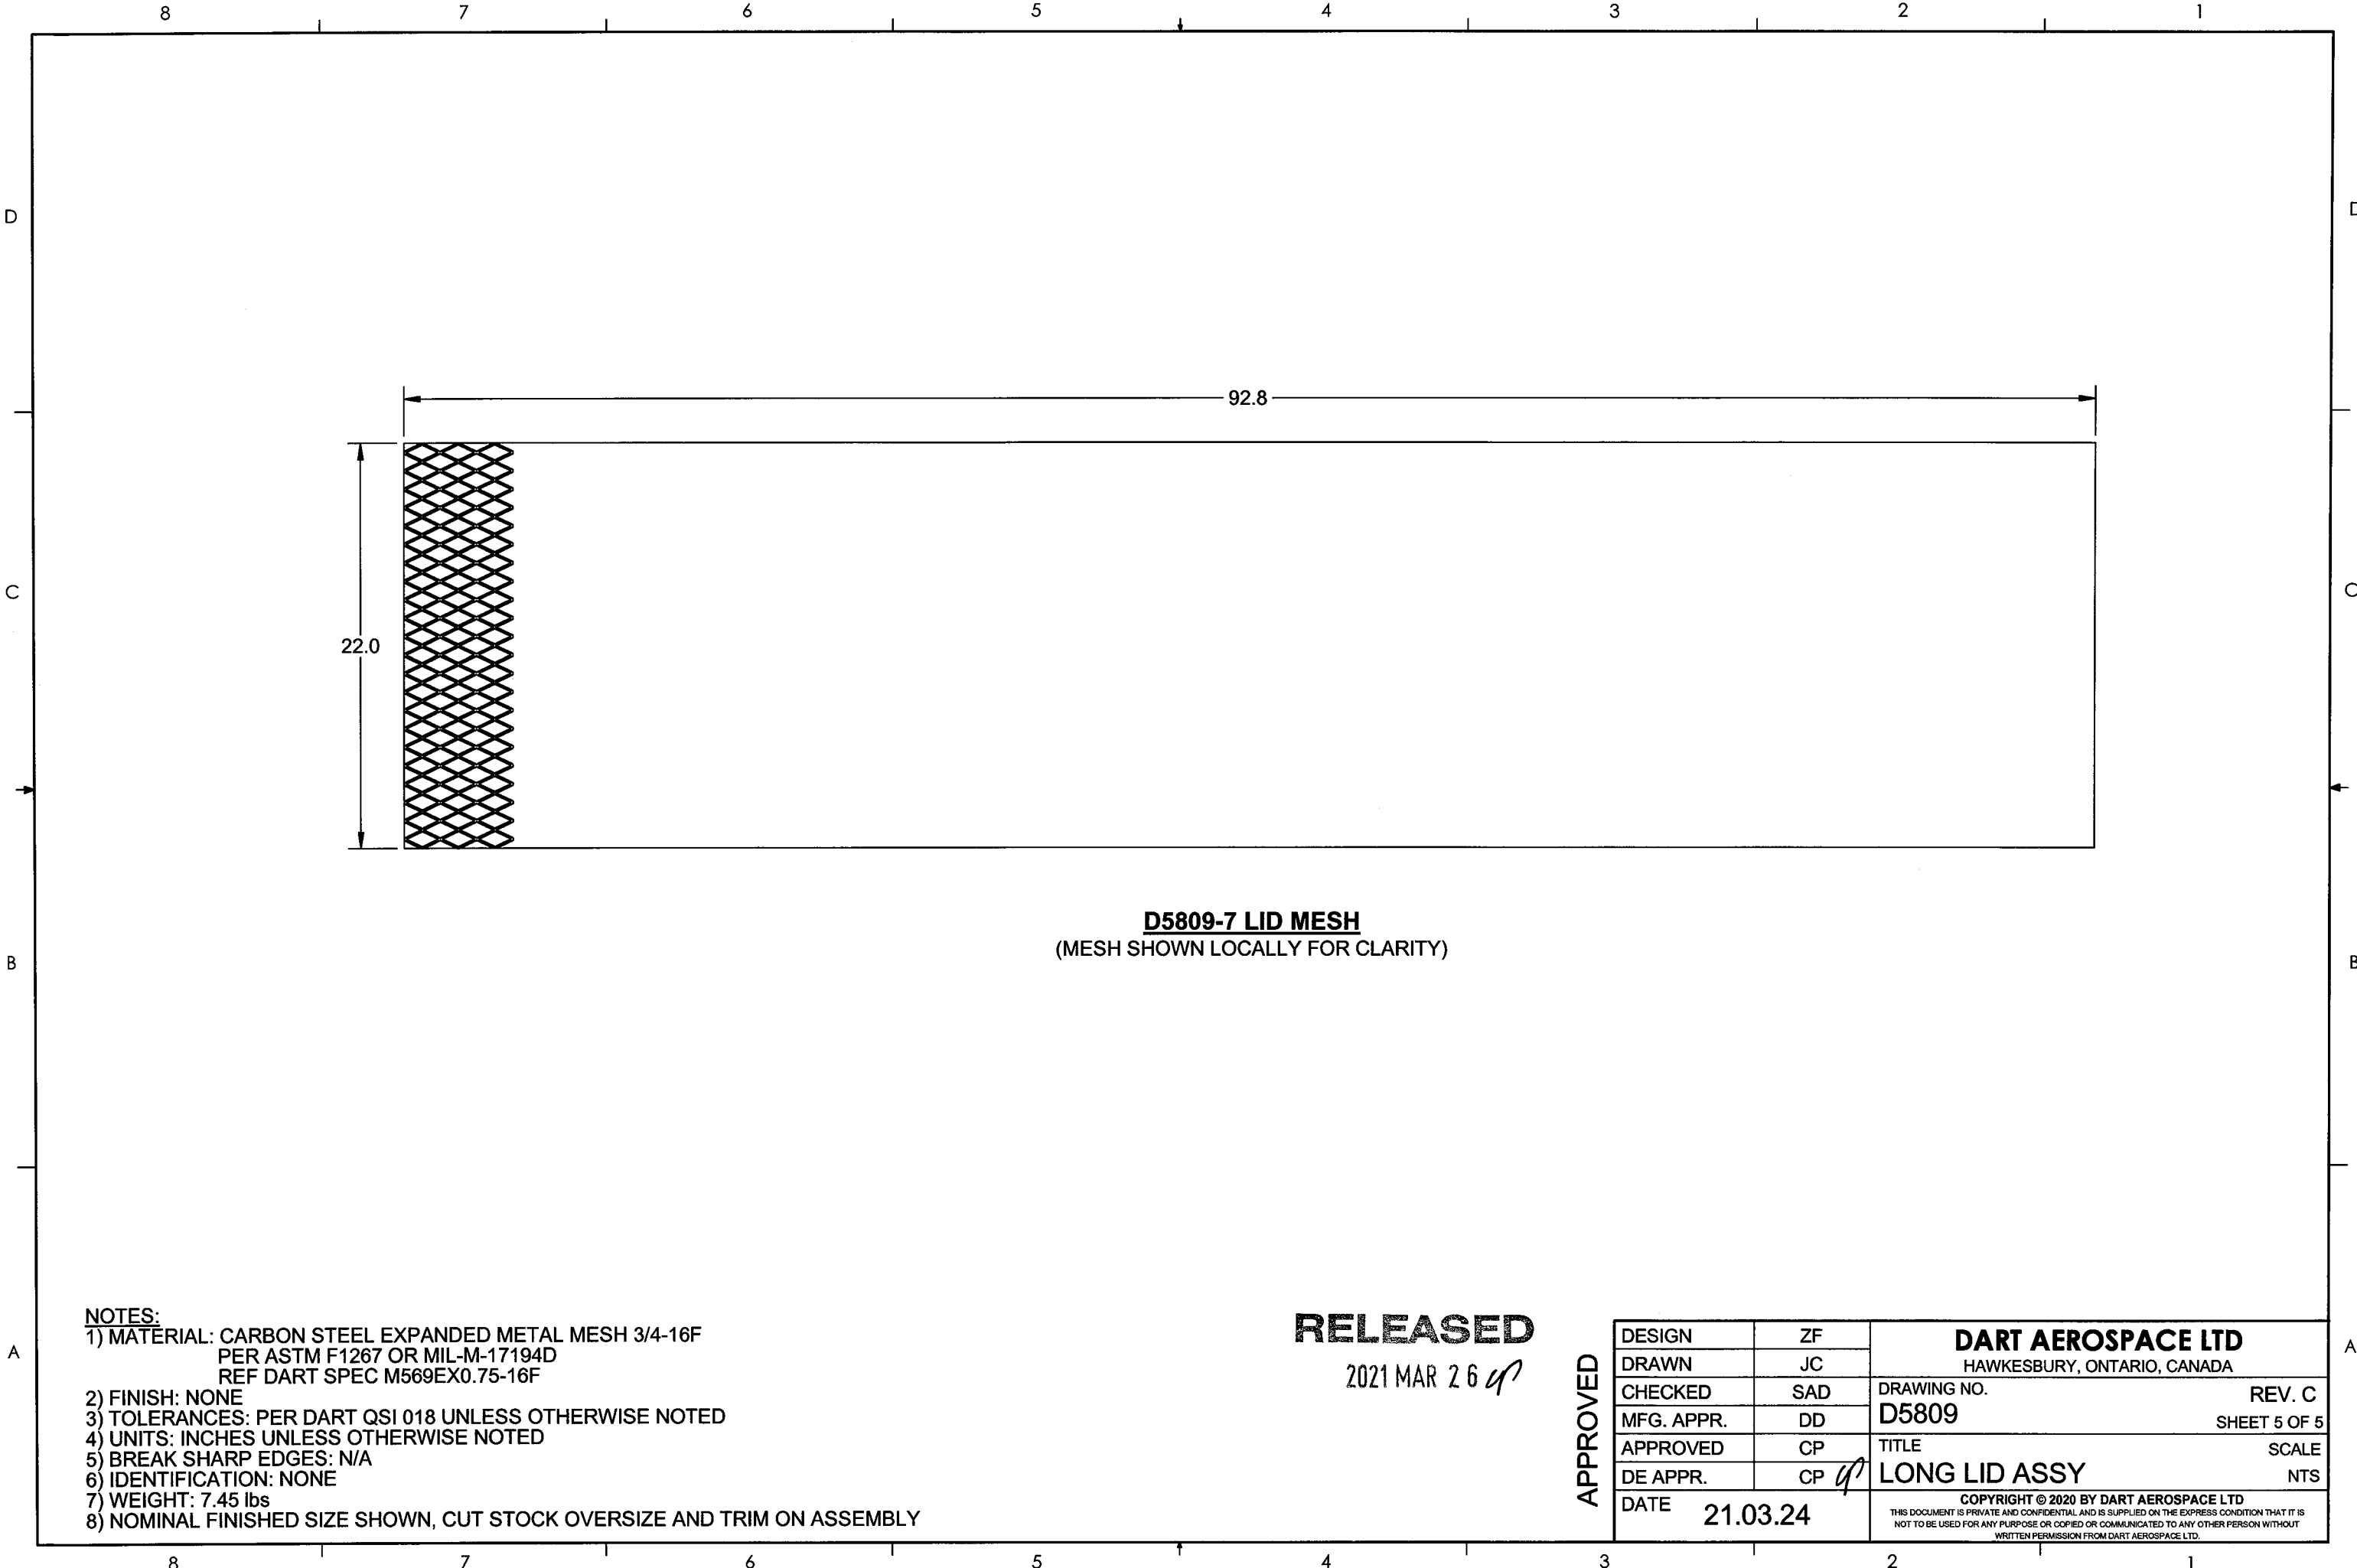 8 7 6 5 4 3 2 1
D
D
92.8
C
22.0
C
D5809-7 LID MESH
(MESH SHOWN LOCALLY FOR CLARITY)
B
B
NOTES:
1) MATERIAL: CARBON STEEL EXPANDED METAL MESH 3/4-16F
PER ASTM F1267 OR MIL-M-17194D
REF DART SPEC M569EX0.75-16F
2) FINISH: NONE
3) TOLERANCES: PER DART QSI 018 UNLESS OTHERWISE NOTED
4) UNITS: INCHES UNLESS OTHERWISE NOTED
5) BREAK SHARP EDGES: N/A
6) IDENTIFICATION: NONE
7) WEIGHT: 7.45 lbs
8) NOMINAL FINISHED SIZE SHOWN, CUT STOCK OVERSIZE AND TRIM ON ASSEMBLY
A
A
RELEASED
2021 MAR 26
APPROVED
DESIGN ZF
DRAWN JC
CHECKED SAD
MFG. APPR. DD
APPROVED CP
DE APPR. CP
DATE 21.03.24
DART AEROSPACE LTD
HAWKESBURY, ONTARIO, CANADA
DRAWING NO. REV. C
D5809 SHEET 5 OF 5
TITLE SCALE
LONG LID ASSY NTS
COPYRIGHT © 2020 BY DART AEROSPACE LTD
THIS DOCUMENT IS PRIVATE AND CONFIDENTIAL AND IS SUPPLIED ON THE EXPRESS CONDITION THAT IT IS
NOT TO BE USED FOR ANY PURPOSE OR COPIED OR COMMUNICATED TO ANY OTHER PERSON WITHOUT
WRITTEN PERMISSION FROM DART AEROSPACE LTD.
8 7 6 5 4 3 2 1